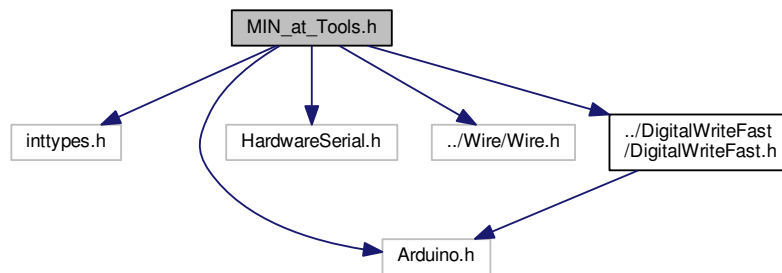 MIN_at_Tools.h
inttypes.h
HardwareSerial.h
../Wire/Wire.h
../DigitalWriteFast
/DigitalWriteFast.h
Arduino.h